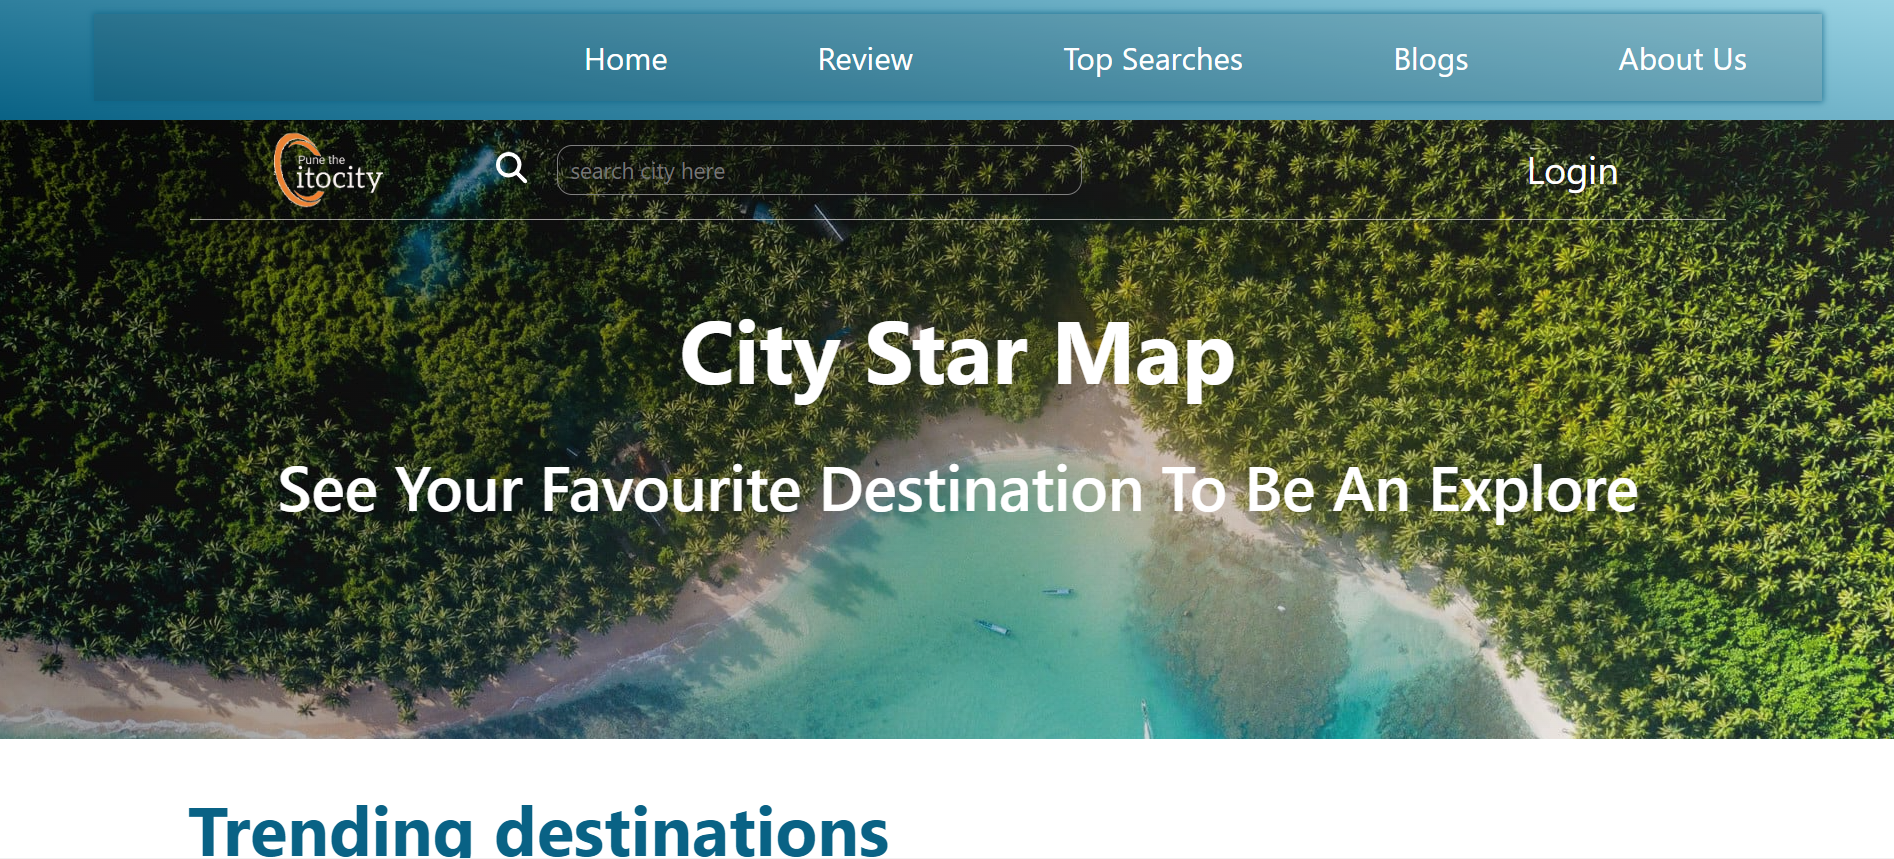 Home Review Top Searches Blogs About Us
Pune the
itocity
search city here
Login
City Star Map
See Your Favourite Destination To Be An Explore
Trending destinations